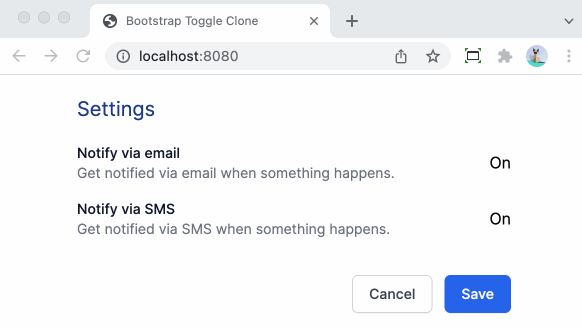 Bootstrap Toggle Clone
localhost:8080
Settings
Notify via email
Get notified via email when something happens.
On
Notify via SMS
Get notified via SMS when something happens.
On
Cancel Save